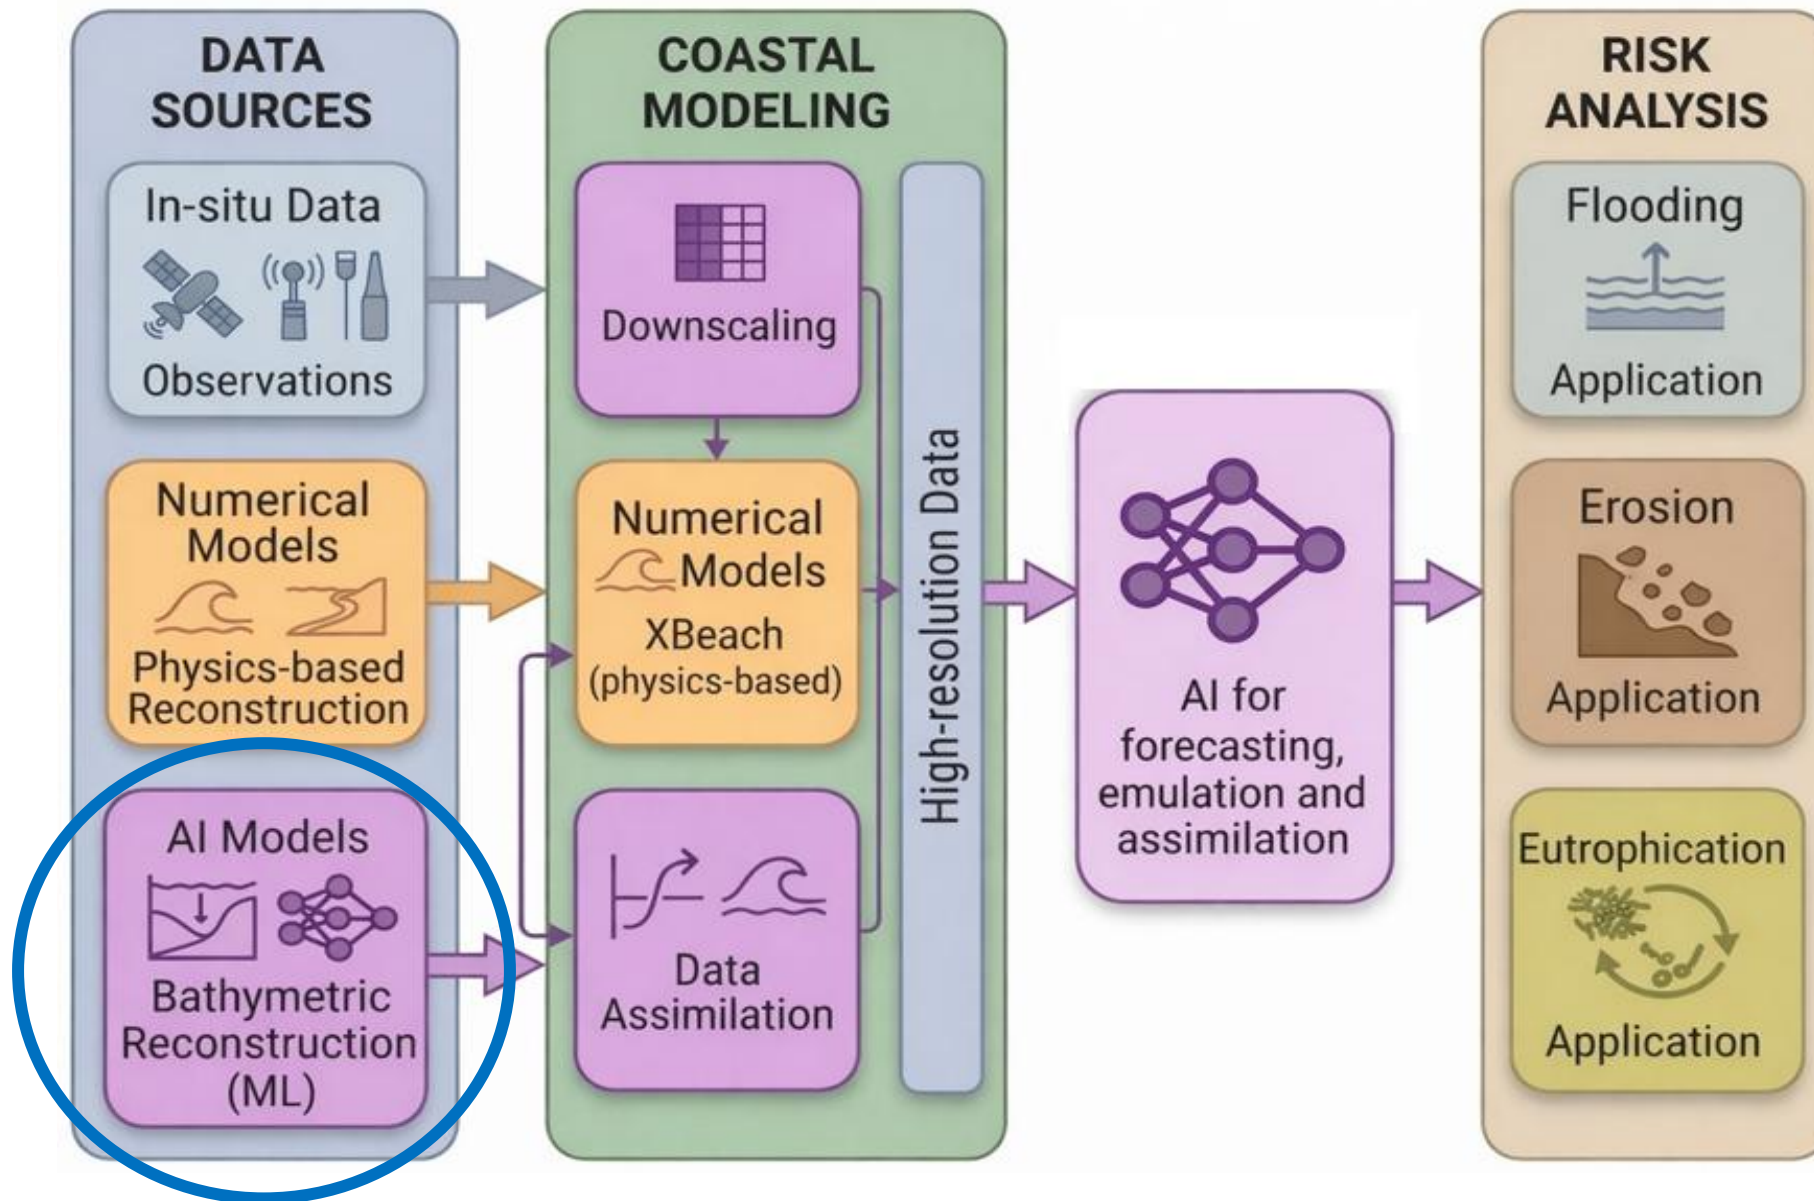 DATA
SOURCES
In-situ Data
Observations
Numerical
Models
Physics-based
Reconstruction
AI Models
Bathymetric
Reconstruction
(ML)
COASTAL
MODELING
Downscaling
Numerical
Models
XBeach
(physics-based)
Data
Assimilation
High-resolution Data
AI for
forecasting,
emulation and
assimilation
RISK
ANALYSIS
Flooding
Application
Erosion
Application
Eutrophication
Application